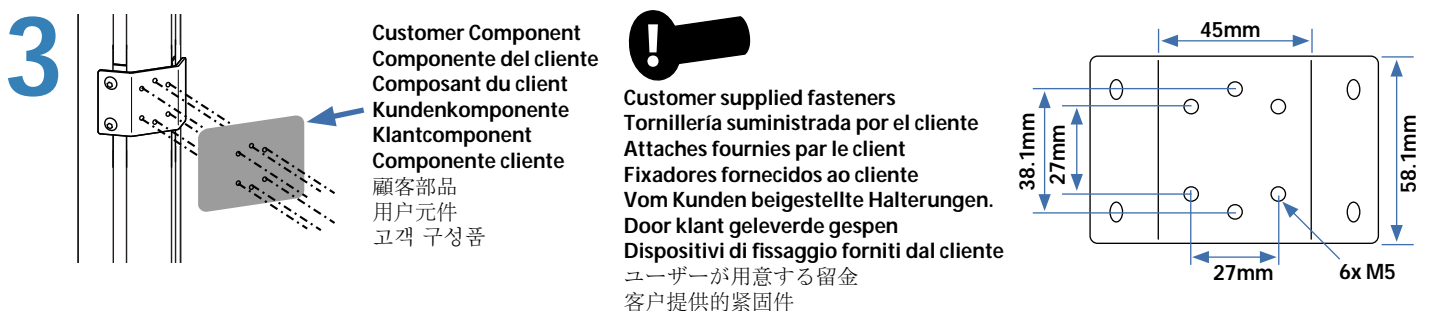 3
Customer Component
Componente del cliente
Composant du client
Kundenkomponente
Klantcomponent
Componente cliente
顧客部品
用户元件
고객 구성품
!
Customer supplied fasteners
Tornillería suministrada por el cliente
Attaches fournies par le client
Fixadores fornecidos ao cliente
Vom Kunden beigestellte Halterungen.
Door klant geleverde gespen
Dispositivi di fissaggio forniti dal cliente
ユーザーが用意する留金
客户提供的紧固件
45mm
38.1mm
27mm
58.1mm
27mm
6x M5